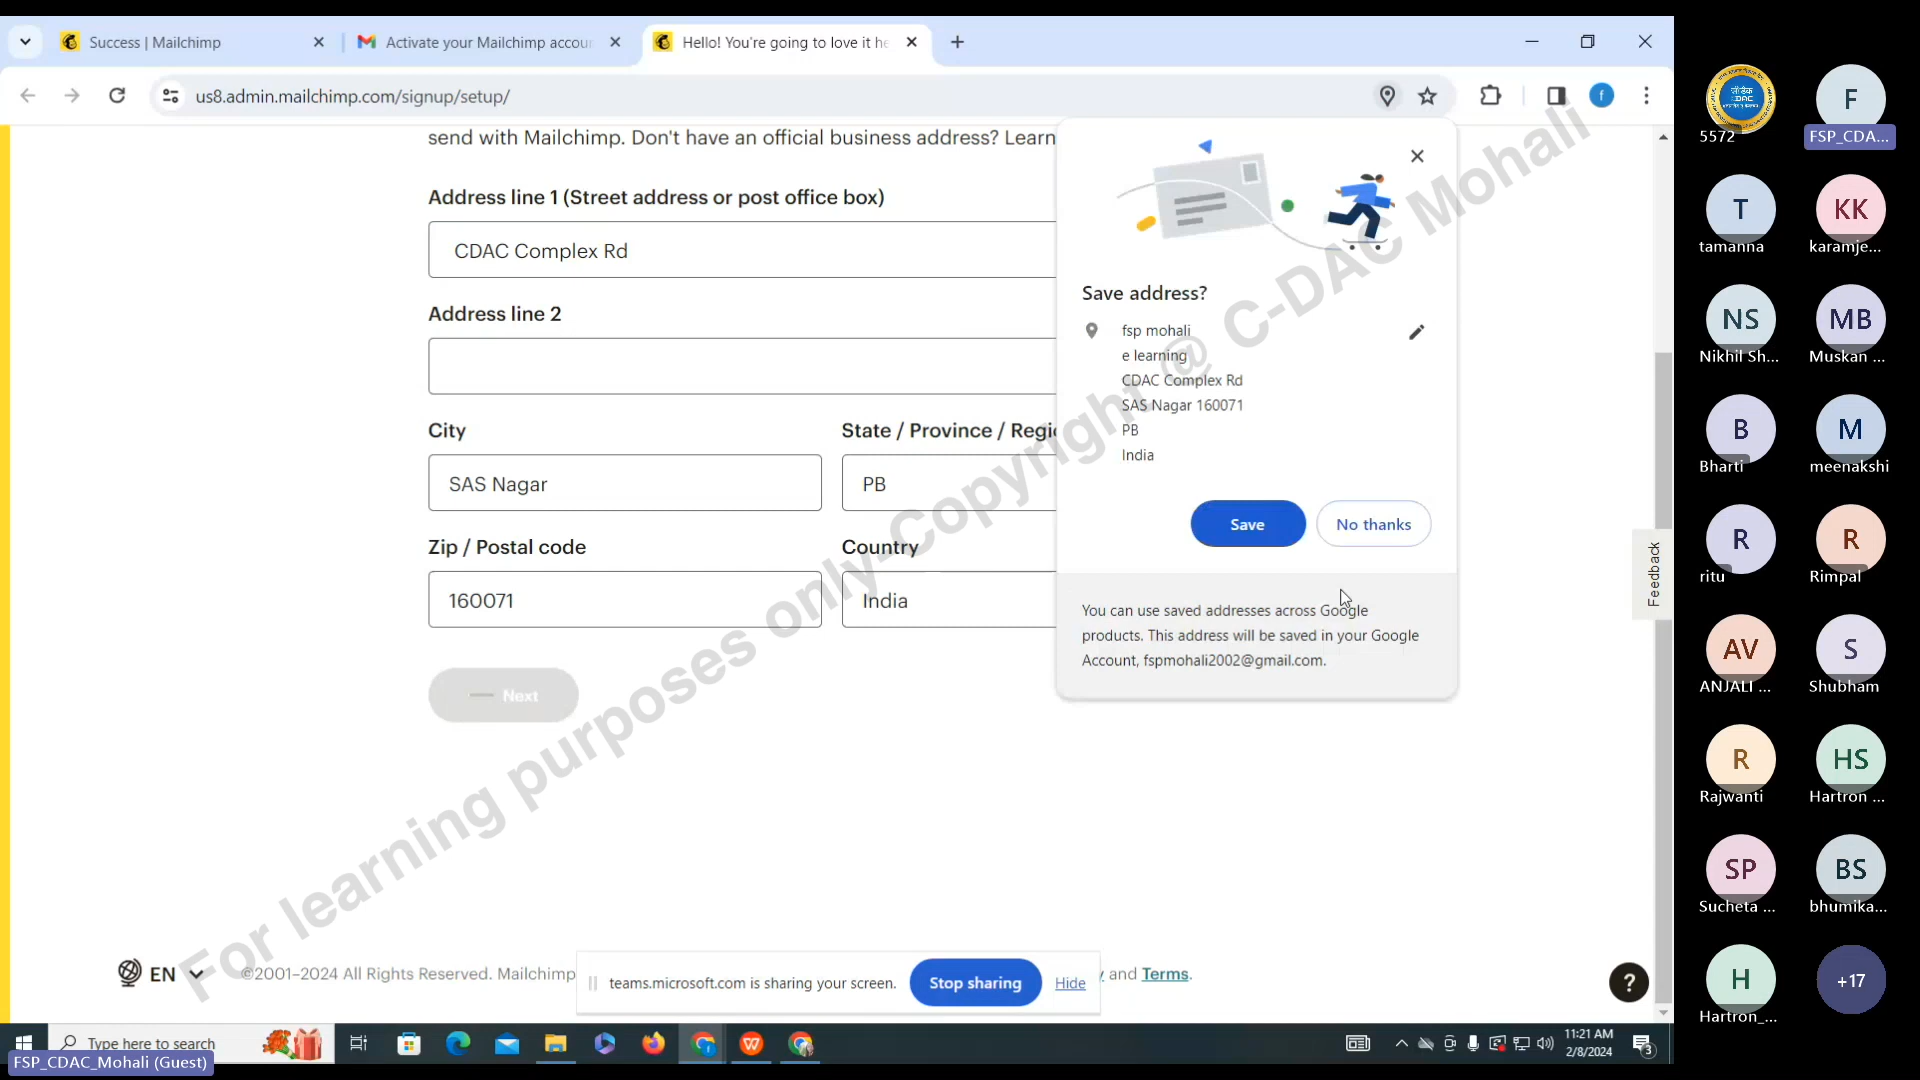 Success | Mailchimp
Activate your Mailchimp accou
Hello! You're going to love it he
us8.admin.mailchimp.com/signup/setup/
f
send with Mailchimp. Don't have an official business address? Learn
Address line 1 (Street address or post office box)
CDAC Complex Rd
Address line 2
City
State / Province / Regi
SAS Nagar
PB
Zip / Postal code
Country
160071
India
Next
Save address?
fsp mohali
e learning
CDAC Complex Rd
SAS Nagar 160071
PB
India
Save
No thanks
You can use saved addresses across Google
products. This address will be saved in your Google
Account, fspmohali2002@gmail.com.
Feedback
For learning purposes only-Copyright @ C-DAC Mohali
EN
©2001–2024 All Rights Reserved. Mailchimp
and Terms.
teams.microsoft.com is sharing your screen.
Stop sharing
Hide
?
Type here to search
11:21 AM
2/8/2024
3
FSP_CDAC_Mohali (Guest)
5572
F
FSP_CDA...
T
tamanna
KK
karamje...
NS
Nikhil Sh...
MB
Muskan ...
B
Bharti
M
meenakshi
R
ritu
R
Rimpal
AV
ANJALI ...
S
Shubham
R
Rajwanti
HS
Hartron ...
SP
Sucheta ...
BS
bhumika...
H
Hartron_...
+17